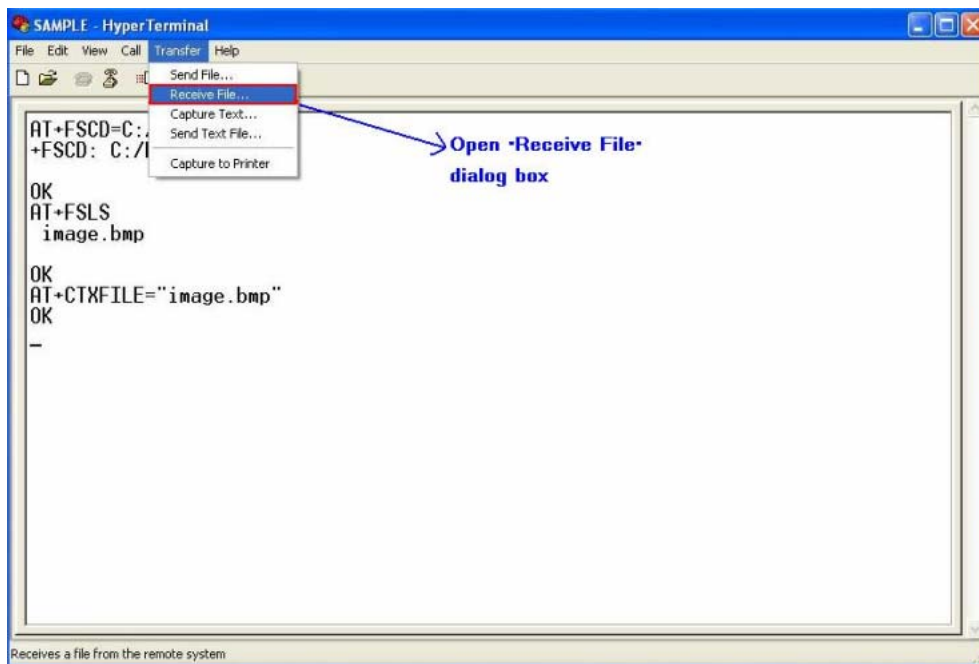 SAMPLE - HyperTerminal
File Edit View Call Transfer Help
Send File...
Receive File...
Capture Text...
Send Text File...
Capture to Printer
AT+FSCD=C:/
+FSCD: C:/
OK
AT+FSLS
image.bmp
OK
AT+CTXFILE="image.bmp"
OK
Open "Receive File"
dialog box
Receives a file from the remote system